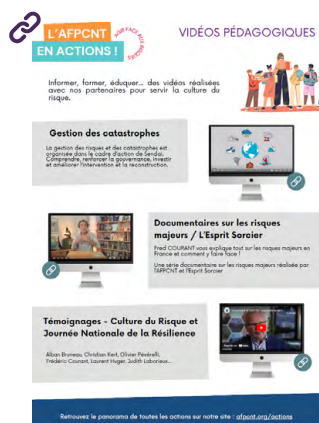 L'AFPCNT
EN ACTIONS !
AGIR FACE AUX RISQUES
VIDÉOS PÉDAGOGIQUES
Informer, former, éduquer... des vidéos réalisées
avec nos partenaires pour servir la culture du
risque.
Gestion des catastrophes
La gestion des risques et des catastrophes est
organisée dans le cadre d'action de Sendai.
Comprendre, renforcer la gouvernance, investir
et améliorer l'intervention et la reconstruction.
Documentaires sur les risques
majeurs / L'Esprit Sorcier
Fred COURANT vous explique tout sur les risques majeurs en
France et comment y faire face !
Une série documentaire sur les risques majeurs réalisée par
l'AFPCNT et l'Esprit Sorcier
Témoignages - Culture du Risque et
Journée Nationale de la Résilience
Alban Bruneau, Christian Kert, Olivier Péverelli,
Frédéric Courant, Laurent Huger, Judith Laborieux...
Retrouvez le panorama de toutes les actions sur notre site : afpcnt.org/actions